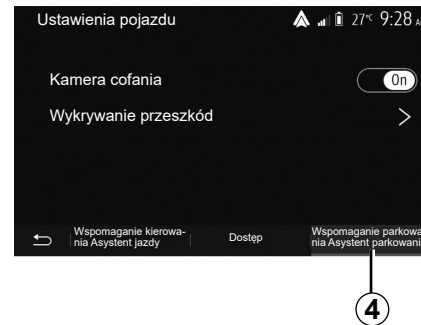 Ustawienia pojazdu 27°C 9:28
Kamera cofania On
Wykrywanie przeszkód
Wspomaganie kierowa-
nia Asystent jazdy
Dostęp
Wspomaganie parkowa
nia Asystent parkowani
4